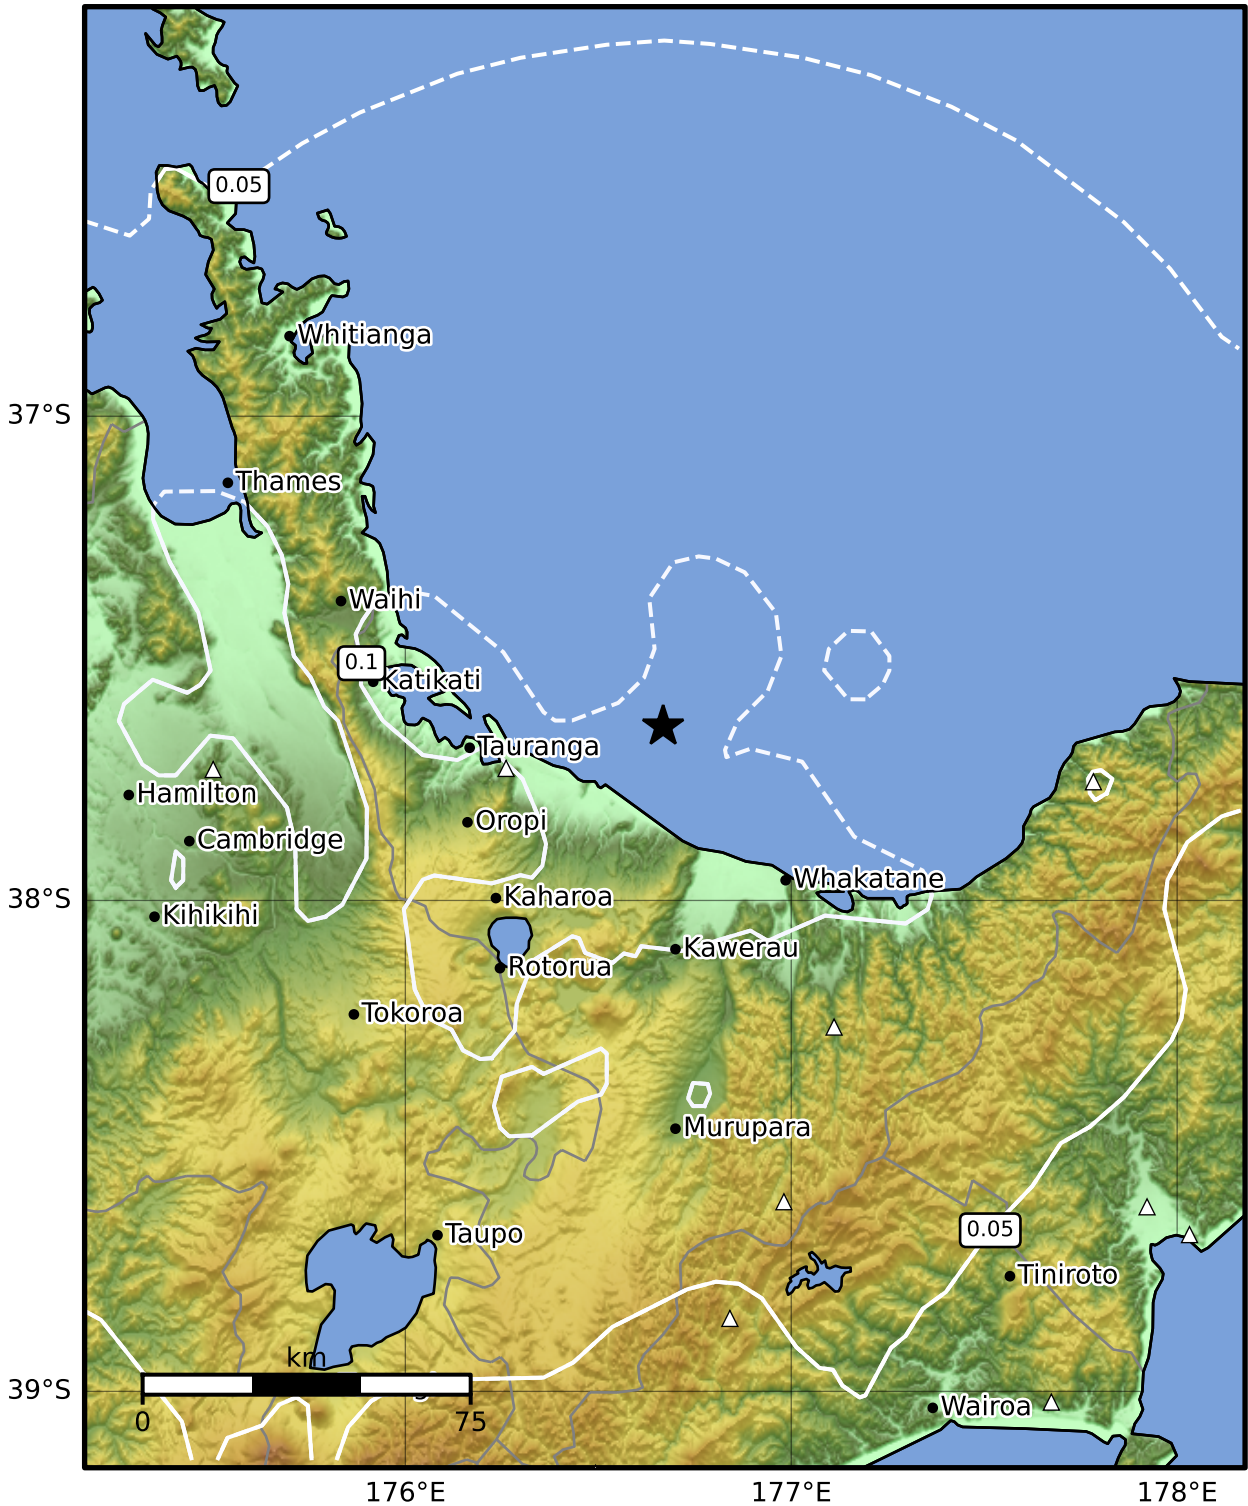 0.05
Whitianga
37°S
Thames
Waihi
0.1
Katikati
Tauranga
Hamilton
Oropi
Cambridge
Whakatane
Kaharoa
38°S
Kihikihi
Kawerau
Rotorua
Tokoroa
Murupara
0.05
Taupo
Tiniroto
km
39°S
Wairoa
0
75
176°E
177°E
178°E